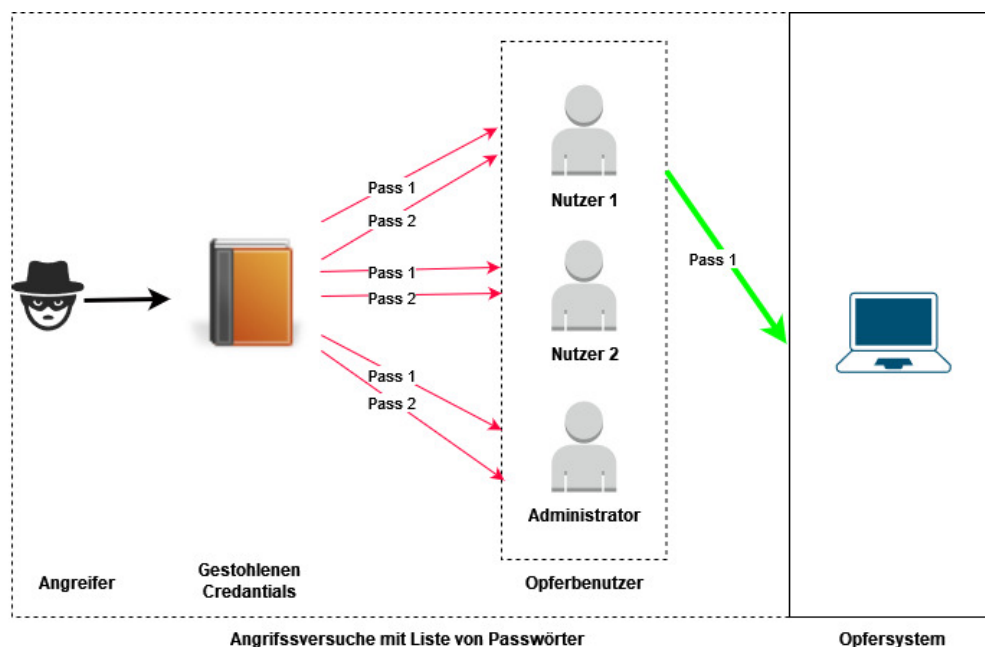 Pass 1
Pass 2
Nutzer 1
Pass 1
Pass 1
Pass 2
Nutzer 2
Pass 1
Pass 2
Administrator
Angreifer
Gestohlenen
Credantials
Opferbenutzer
Angrifssversuche mit Liste von Passwörter
Opfersystem